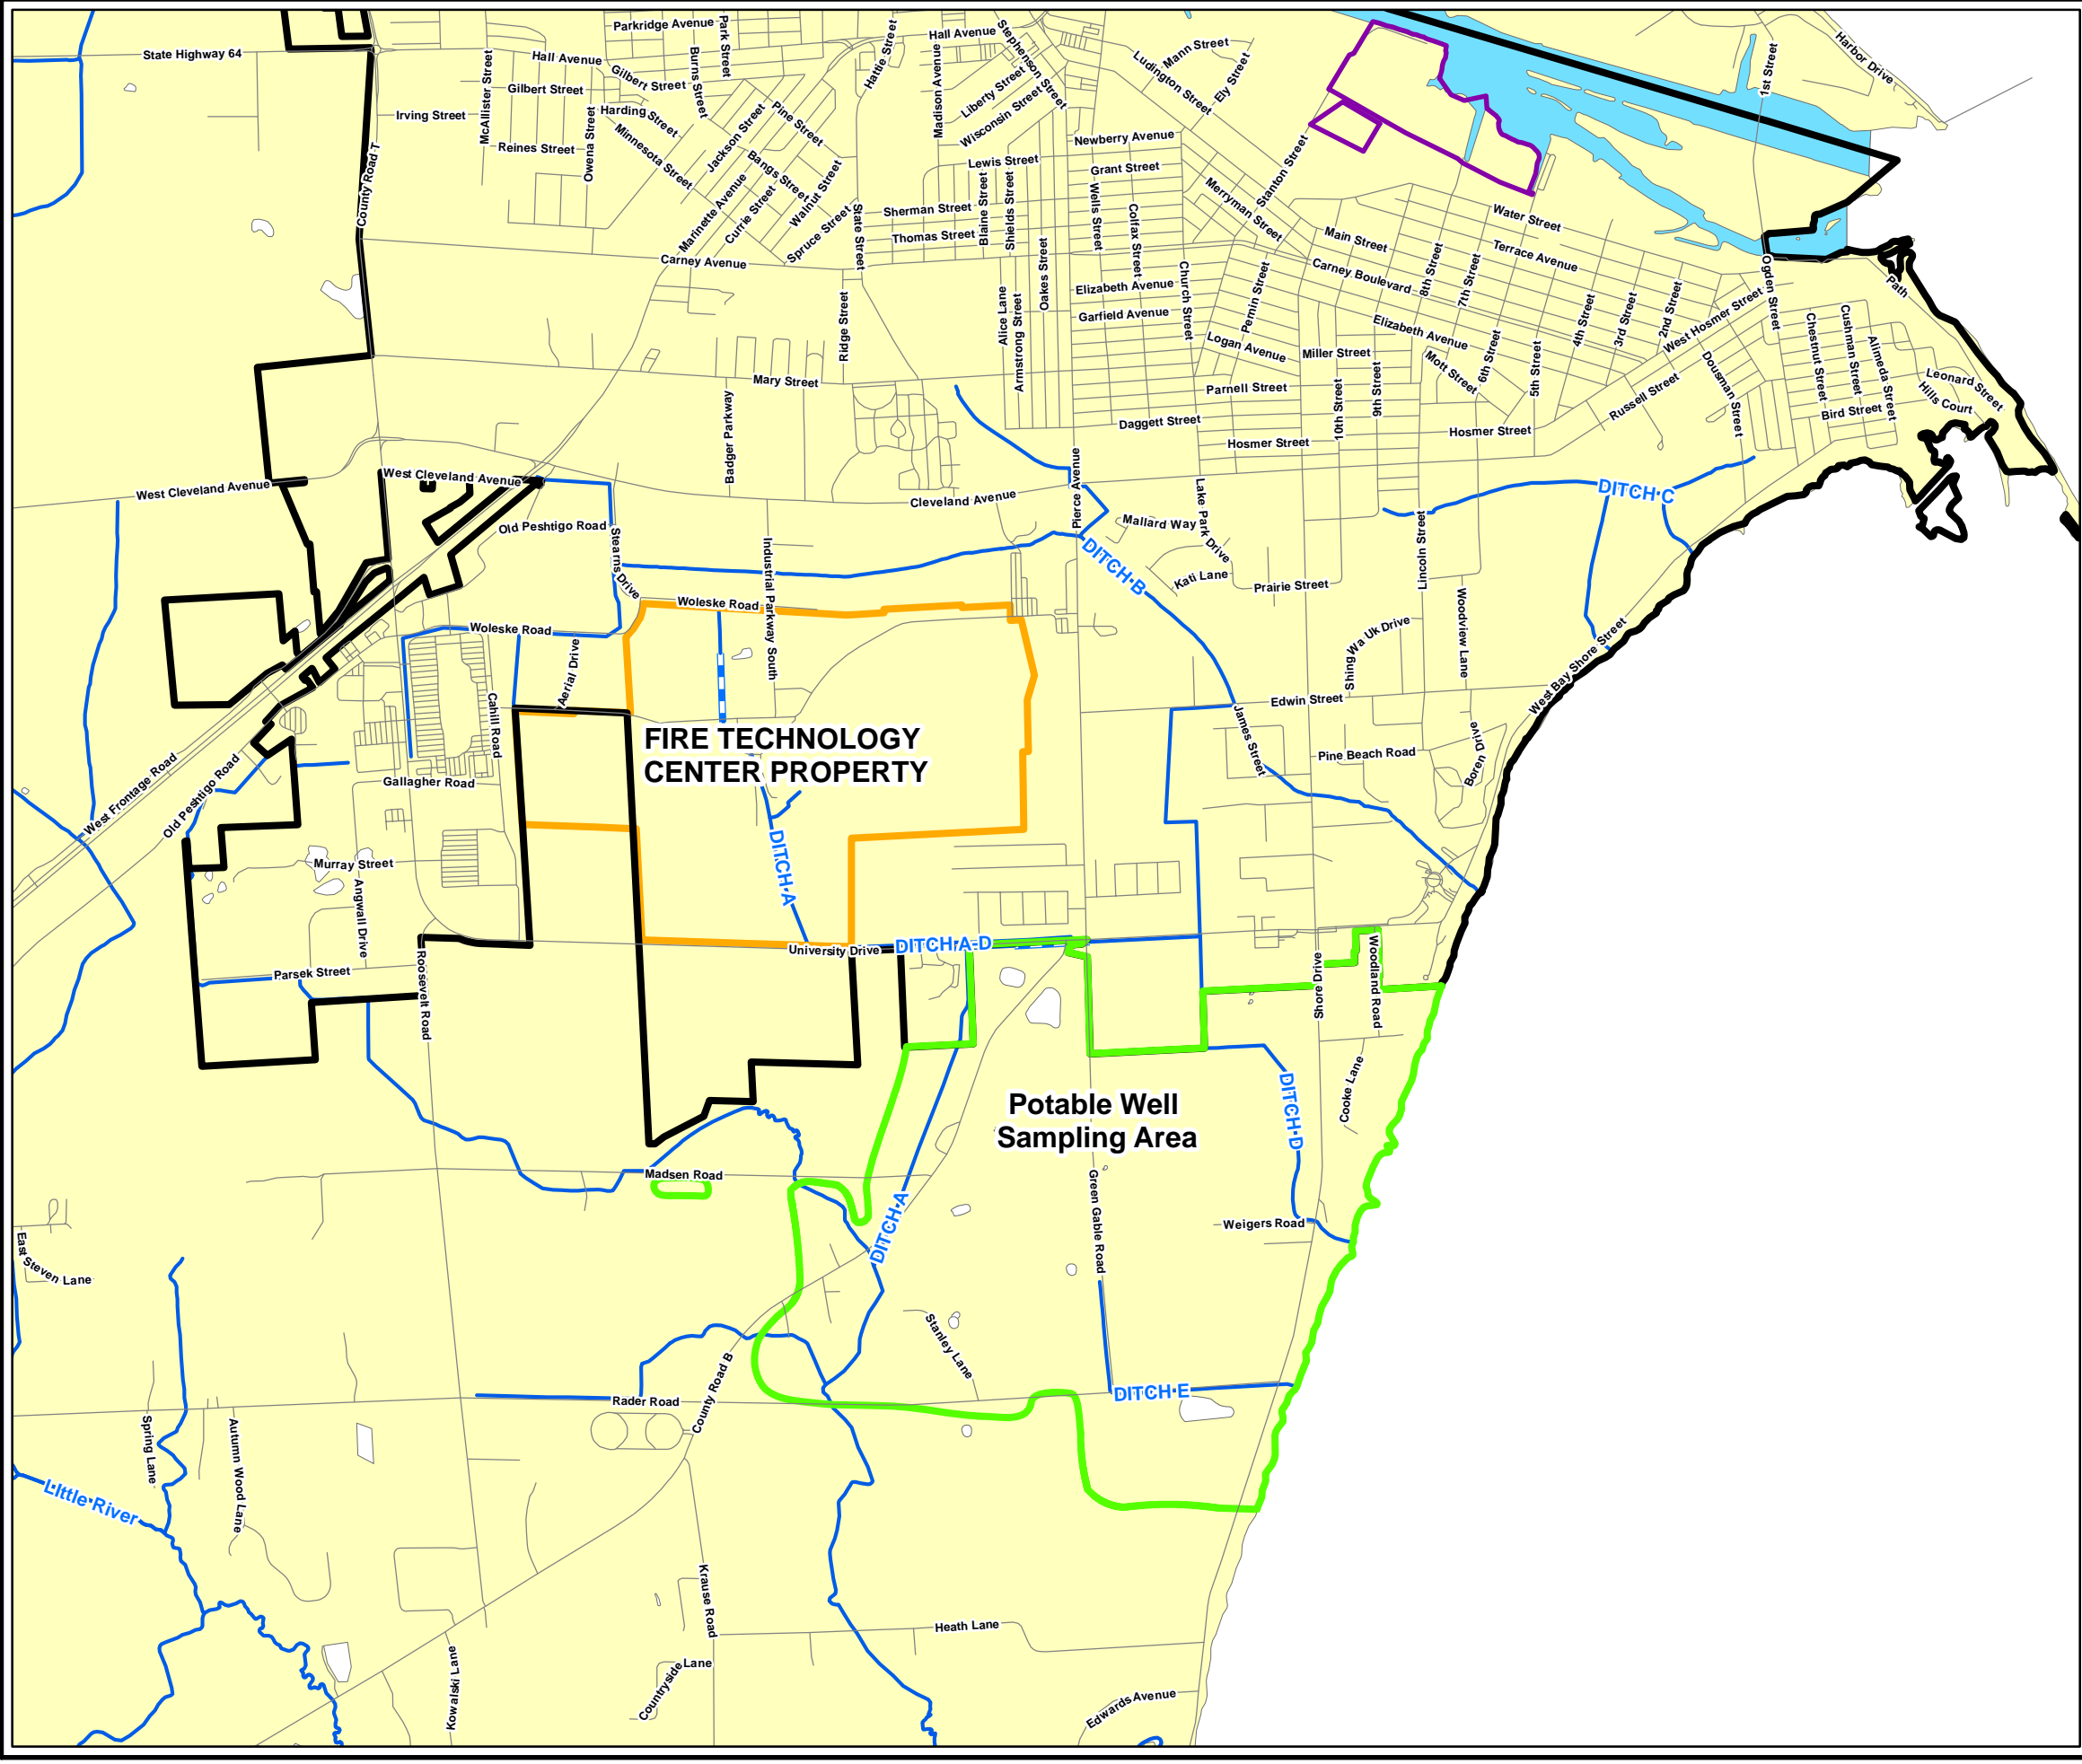 Parkridge Avenue
Park Street
Burns Street
State Highway 64
Hall Avenue
Gilbert Street
McAllister Street
Gilbert Street
Irving Street
Harding Street
Reines Street
Owena Street
Minnesota Street
Jackson Street
Pine Street
Bangs Street
Walnut Street
Currie Street
Marinette Avenue
Spruce Street
State Street
Hattie Street
Madison Avenue
Hall Avenue
Stephenson Street
Liberty Street
Wisconsin Street
Ludington Street
Mann Street
Ely Street
1st Street
Harbor Drive
County Road T
Newberry Avenue
Lewis Street
Grant Street
Sherman Street
Thomas Street
Blaine Street
Shields Street
Wells Street
Colfax Street
Merryman Street
Stanton Street
Water Street
Main Street
Terrace Avenue
Carney Avenue
Carney Boulevard
8th Street
7th Street
Oakes Street
Church Street
Pennin Street
Ogden Street
Path
Elizabeth Avenue
Garfield Avenue
Alice Lane
Armstrong Street
Ridge Street
Logan Avenue
Miller Street
Elizabeth Avenue
Mott Street
6th Street
5th Street
4th Street
3rd Street
2nd Street
West Hosmer Street
Dousman Street
Chestnut Street
Cushman Street
Alimeda Street
Leonard Street
Hills Court
Bird Street
Russell Street
Mary Street
Badger Parkway
Parnell Street
Daggett Street
10th Street
9th Street
Hosmer Street
Hosmer Street
West Cleveland Avenue
West Cleveland Avenue
Cleveland Avenue
Pierce Avenue
Lake Park Drive
Mallard Way
Kati Lane
Prairie Street
Lincoln Street
DITCH-C
DITCH-B
Old Peshtigo Road
Stearns Drive
Industrial Parkway South
Woleske Road
Woleske Road
Aerial Drive
Cahill Road
Woodview Lane
Shing Wa Uk Drive
West Bay Shore Street
Edwin Street
James Street
Pine Beach Road
Boren Drive
FIRE TECHNOLOGY
CENTER PROPERTY
West Frontage Road
Old Peshtigo Road
Gallagher Road
Murray Street
Angwall Drive
DITCH-A
University Drive
DITCH-A-D
Parsek Street
Roosevelt Road
Shore Drive
Woodland Road
Cooke Lane
DITCH-D
Potable Well
Sampling Area
Madsen Road
Green Gable Road
Weigers Road
DITCH-A
East Steven Lane
Stanley Lane
County Road B
DITCH-E
Rader Road
Spring Lane
Autumn Wood Lane
LIttle River
Krause Road
Heath Lane
Kowalski Lane
Countryside Lane
Edwards Avenue